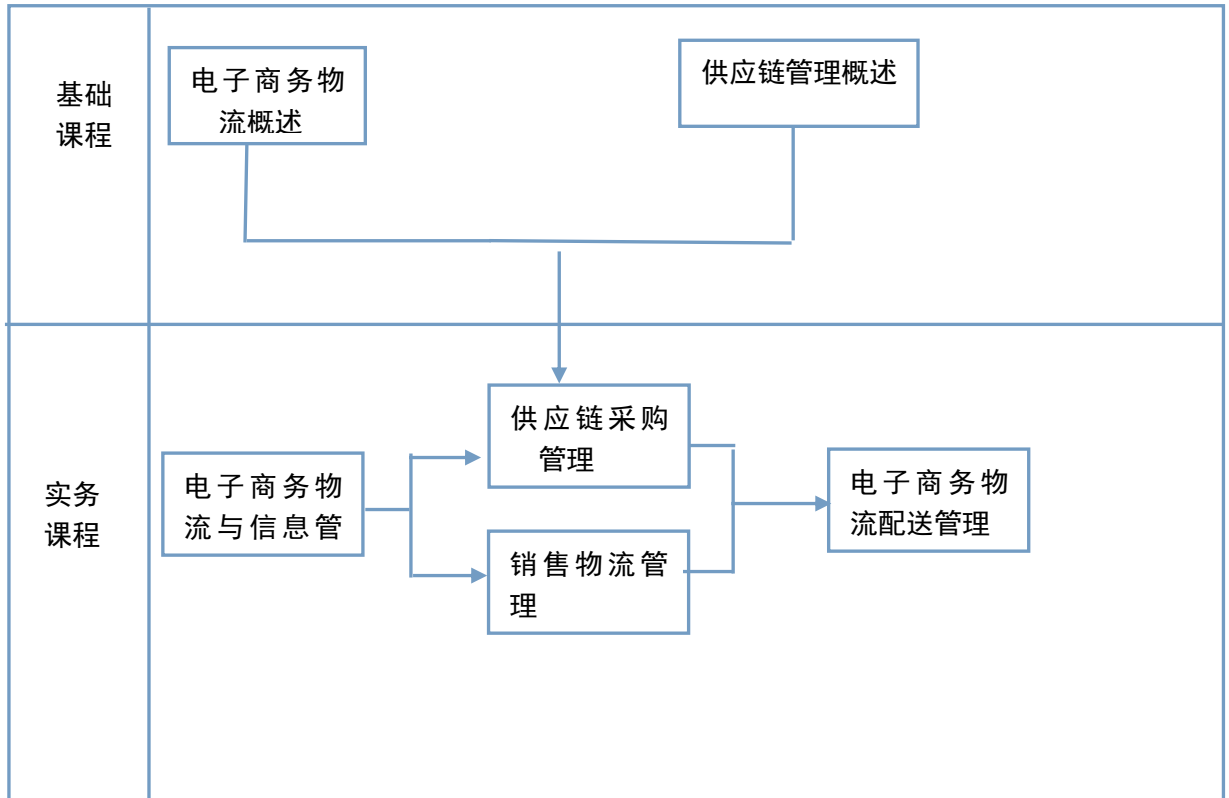 基础
课程
电子商务物
流概述
供应链管理概述
实务
课程
电子商务物
流与信息管
供应链采购
管理
销售物流管
理
电子商务物
流配送管理